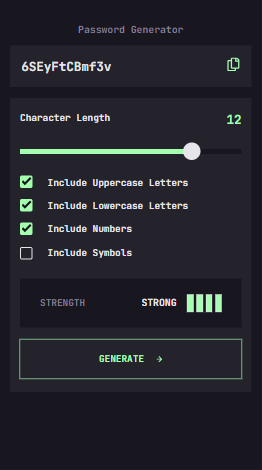 Password Generator
6SEyFtCBmf3v
Character Length 12
Include Uppercase Letters
Include Lowercase Letters
Include Numbers
Include Symbols
STRENGTH STRONG
GENERATE →